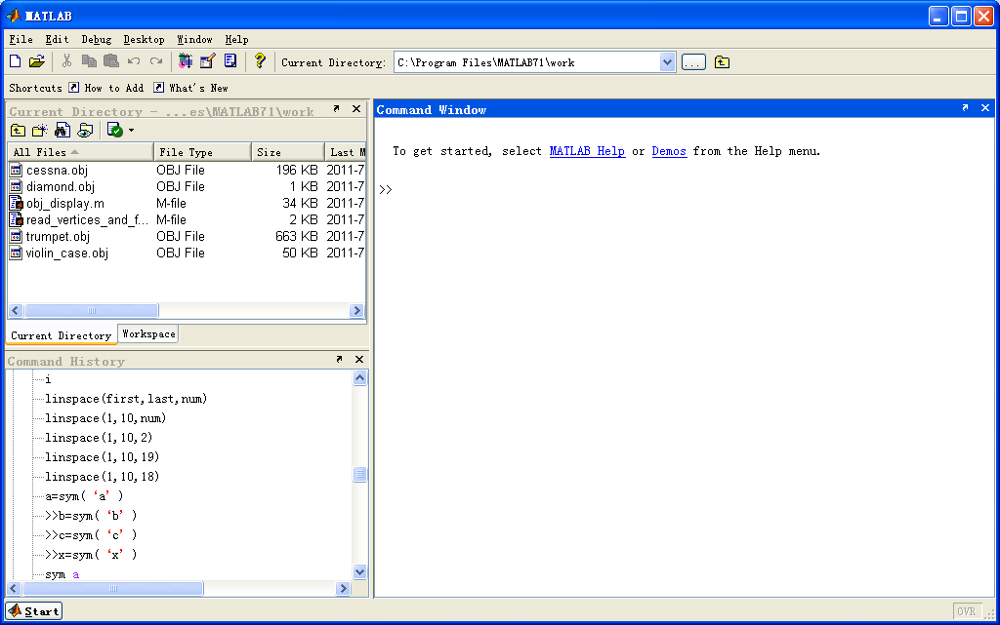 MATLAB
File Edit Debug Desktop Window Help
Current Directory: C:\Program Files\MATLAB71\work ...
Shortcuts How to Add What's New
Current Directory - ...es\MATLAB71\work
All Files File Type Size Last M
cessna.obj OBJ File 196 KB 2011-7
diamond.obj OBJ File 1 KB 2011-7
obj_display.m M-file 34 KB 2011-7
read_vertices_and_f... M-file 2 KB 2011-7
trumpet.obj OBJ File 663 KB 2011-7
violin_case.obj OBJ File 50 KB 2011-7
Current Directory Workspace
Command History
i
linspace(first,last,num)
linspace(1,10,num)
linspace(1,10,2)
linspace(1,10,19)
linspace(1,10,18)
a=sym( ‘a’ )
>>b=sym( ‘b’ )
>>c=sym( ‘c’ )
>>x=sym( ‘x’ )
sym a
Command Window
To get started, select MATLAB Help or Demos from the Help menu.
>>
Start
OVR